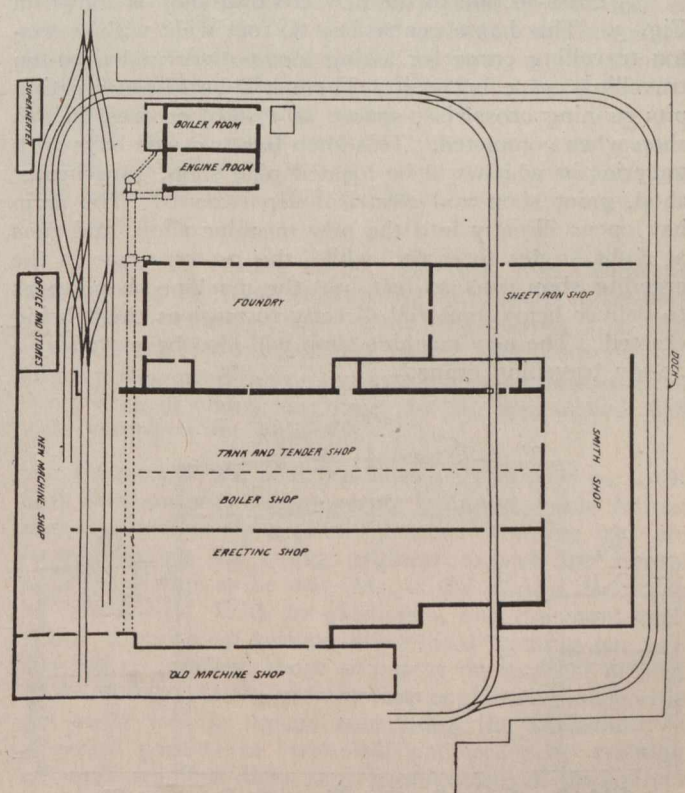 SUPERHEATER
BOILER ROOM
ENGINE ROOM
OFFICE AND STORES
FOUNDRY
SHEET IRON SHOP
DOCK
TANK AND TENDER SHOP
SMITH SHOP
NEW MACHINE SHOP
BOILER SHOP
ERECTING SHOP
OLD MACHINE SHOP